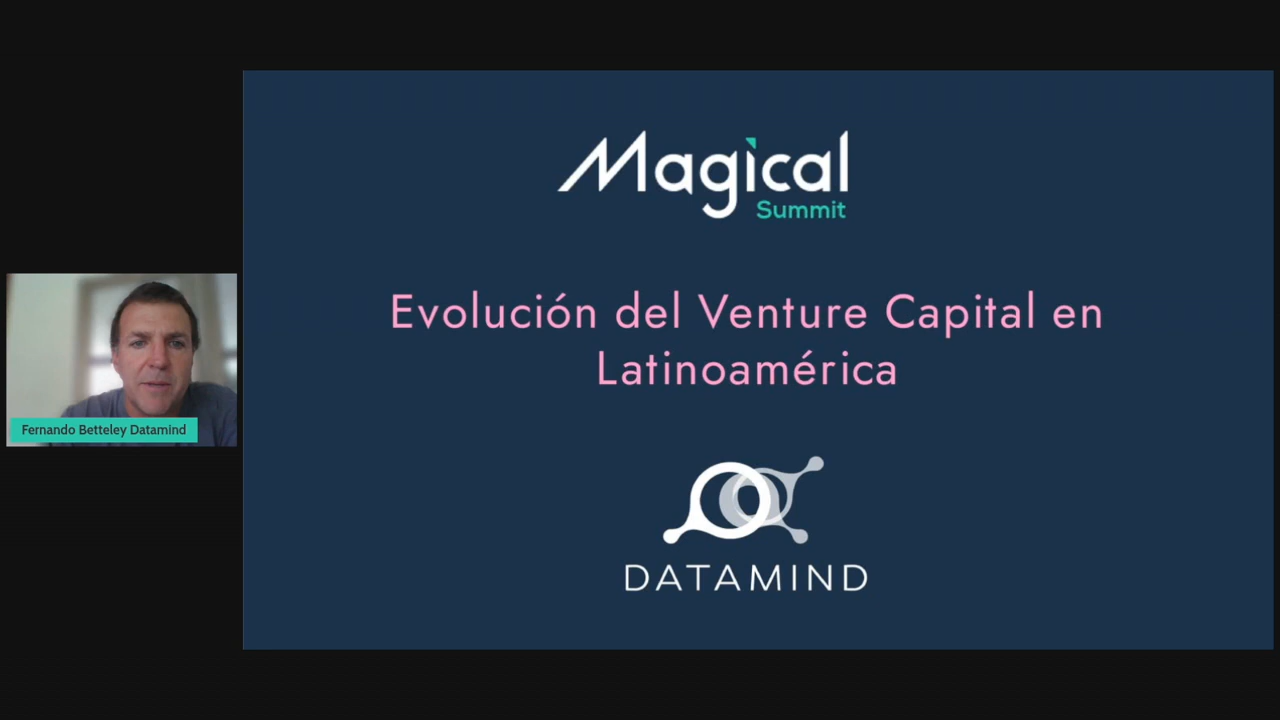 Magical
Summit
Evolución del Venture Capital en
Latinoamérica
DATAMIND
Fernando Betteley Datamind